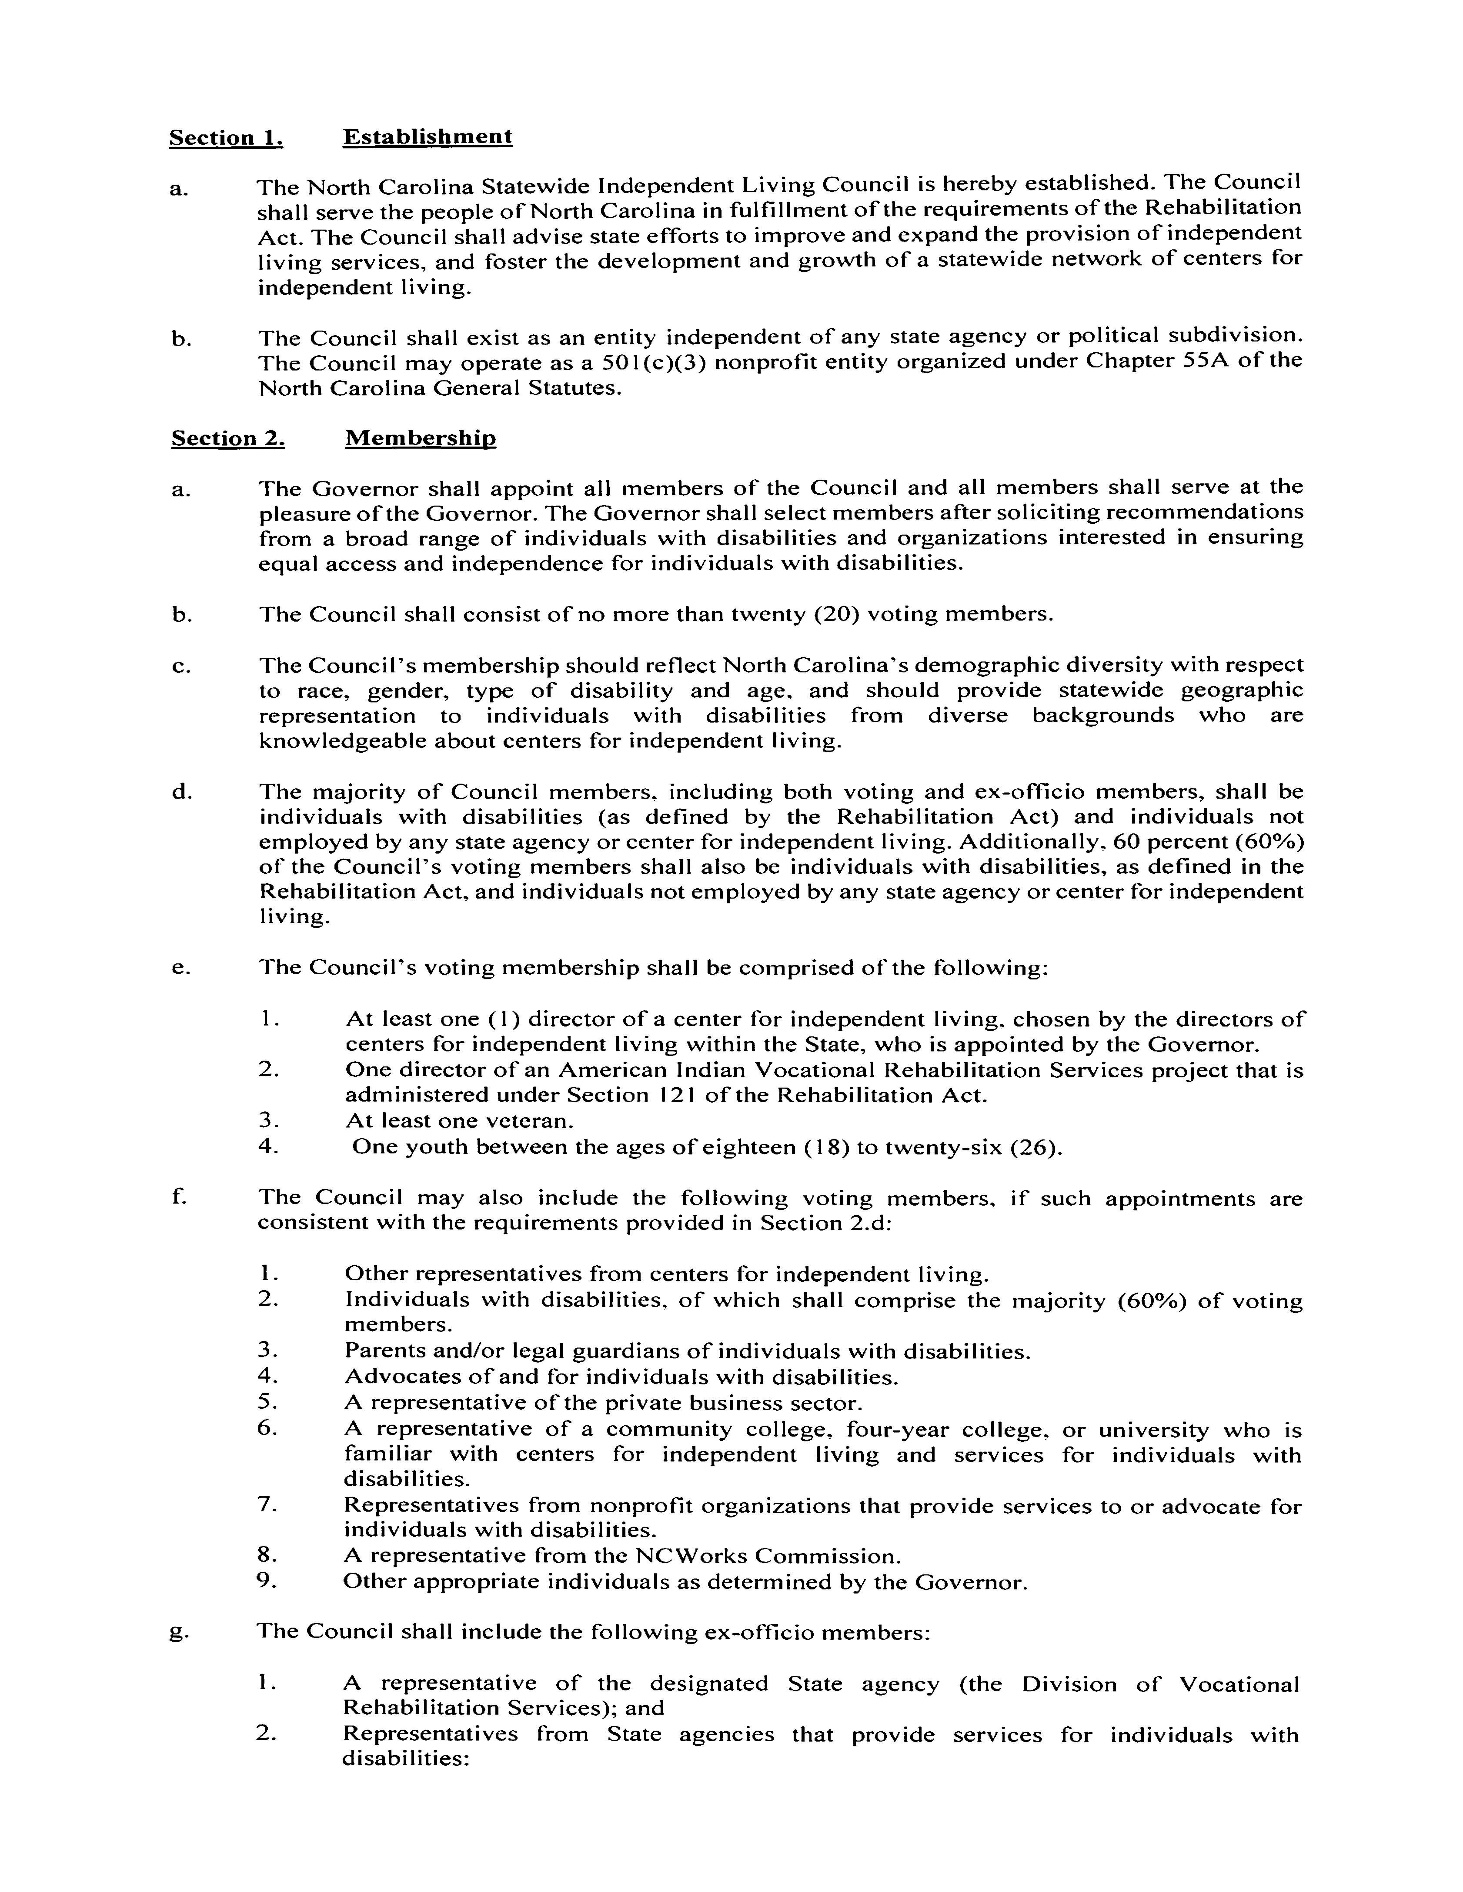 Section 1. Establishment
a. The North Carolina Statewide Independent Living Council is hereby established. The Council
shall serve the people of North Carolina in fulfillment of the requirements of the Rehabilitation
Act. The Council shall advise state efforts to improve and expand the provision of independent
living services, and foster the development and growth of a statewide network of centers for
independent living.
b. The Council shall exist as an entity independent of any state agency or political subdivision.
The Council may operate as a 501(c)(3) nonprofit entity organized under Chapter 55A of the
North Carolina General Statutes.
Section 2. Membership
a. The Governor shall appoint all members of the Council and all members shall serve at the
pleasure of the Governor. The Governor shall select members after soliciting recommendations
from a broad range of individuals with disabilities and organizations interested in ensuring
equal access and independence for individuals with disabilities.
b. The Council shall consist of no more than twenty (20) voting members.
c. The Council's membership should reflect North Carolina's demographic diversity with respect
to race, gender, type of disability and age, and should provide statewide geographic
representation to individuals with disabilities from diverse backgrounds who are
knowledgeable about centers for independent living.
d. The majority of Council members, including both voting and ex-officio members, shall be
individuals with disabilities (as defined by the Rehabilitation Act) and individuals not
employed by any state agency or center for independent living. Additionally, 60 percent (60%)
of the Council's voting members shall also be individuals with disabilities, as defined in the
Rehabilitation Act, and individuals not employed by any state agency or center for independent
living.
e. The Council's voting membership shall be comprised of the following:
1. At least one (1) director of a center for independent living, chosen by the directors of
centers for independent living within the State, who is appointed by the Governor.
2. One director of an American Indian Vocational Rehabilitation Services project that is
administered under Section 121 of the Rehabilitation Act.
3. At least one veteran.
4. One youth between the ages of eighteen (18) to twenty-six (26).
f. The Council may also include the following voting members, if such appointments are
consistent with the requirements provided in Section 2.d:
1. Other representatives from centers for independent living.
2. Individuals with disabilities, of which shall comprise the majority (60%) of voting
members.
3. Parents and/or legal guardians of individuals with disabilities.
4. Advocates of and for individuals with disabilities.
5. A representative of the private business sector.
6. A representative of a community college, four-year college, or university who is
familiar with centers for independent living and services for individuals with
disabilities.
7. Representatives from nonprofit organizations that provide services to or advocate for
individuals with disabilities.
8. A representative from the NCWorks Commission.
9. Other appropriate individuals as determined by the Governor.
g. The Council shall include the following ex-officio members:
1. A representative of the designated State agency (the Division of Vocational
Rehabilitation Services); and
2. Representatives from State agencies that provide services for individuals with
disabilities: